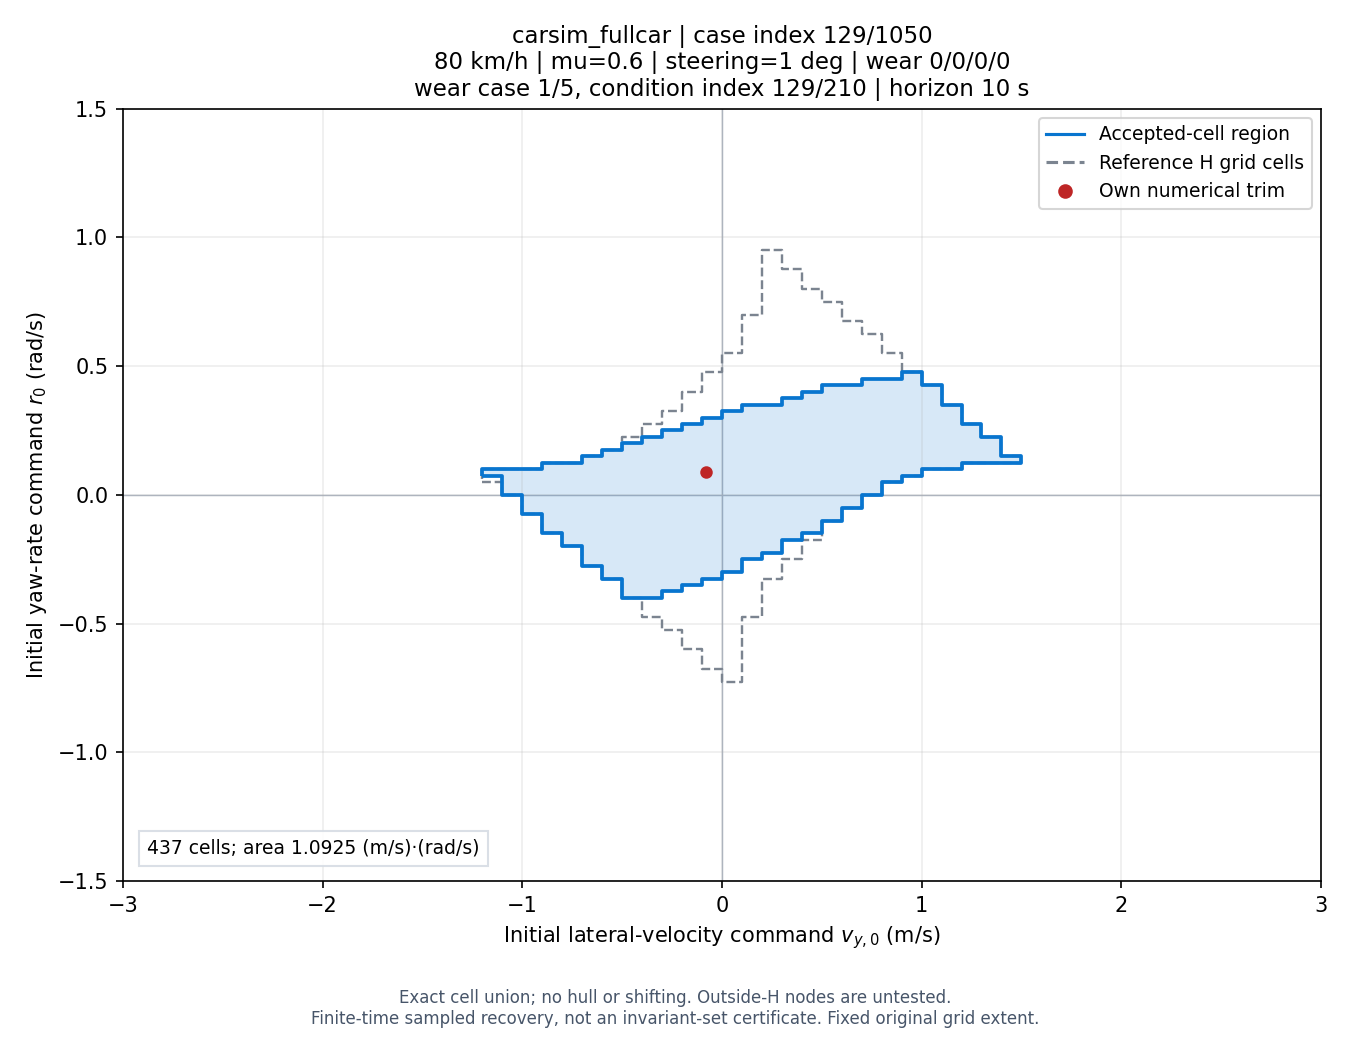 carsim_fullcar | case index 129/1050
80 km/h | mu=0.6 | steering=1 deg | wear 0/0/0/0
wear case 1/5, condition index 129/210 | horizon 10 s
1.5
1.0
0.5
0.0
−0.5
−1.0
−1.5
Initial yaw-rate command r0 (rad/s)
Accepted-cell region
Reference H grid cells
Own numerical trim
437 cells; area 1.0925 (m/s)·(rad/s)
−3
−2
−1
0
1
2
3
Initial lateral-velocity command vy,0 (m/s)
Exact cell union; no hull or shifting. Outside-H nodes are untested.
Finite-time sampled recovery, not an invariant-set certificate. Fixed original grid extent.